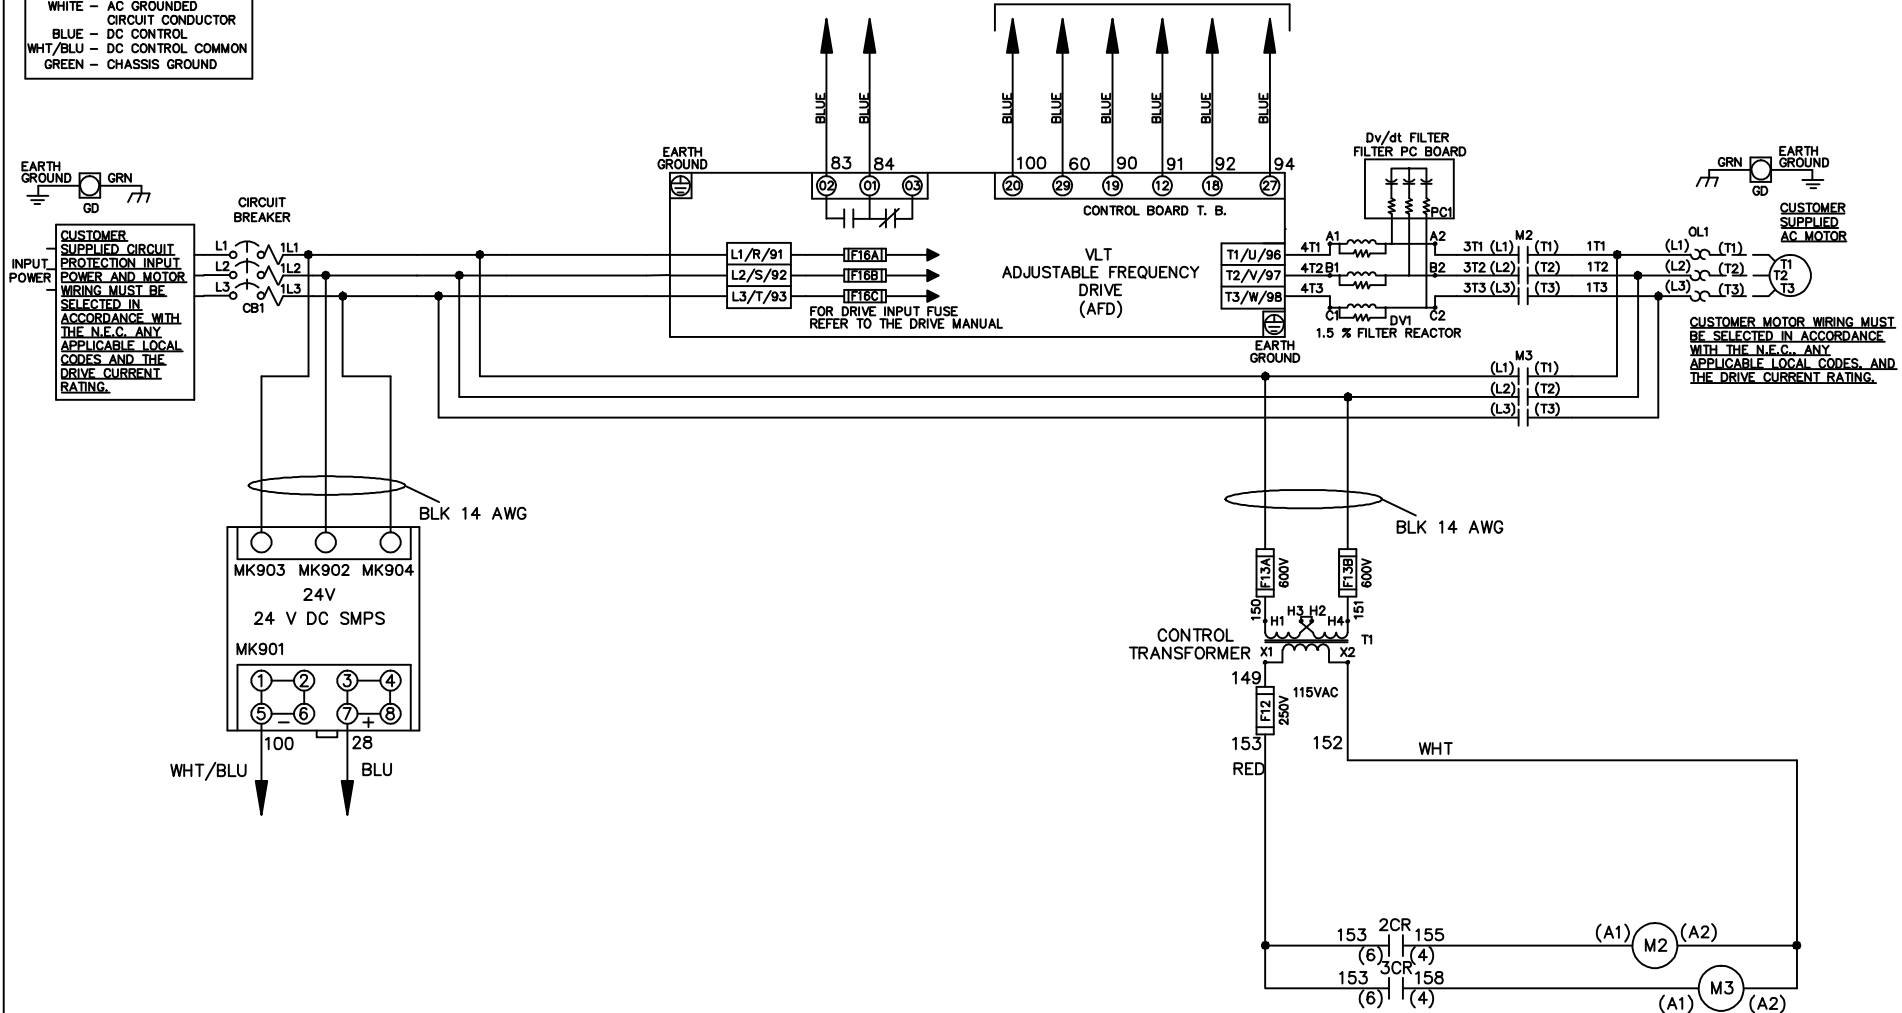 WHITE – AC GROUNDED
CIRCUIT CONDUCTOR
BLUE – DC CONTROL
WHT/BLU – DC CONTROL COMMON
GREEN – CHASSIS GROUND
BLUE BLUE BLUE BLUE BLUE BLUE BLUE BLUE
83 84 100 60 90 91 92 94
EARTH
GROUND
02 01 03 20 29 19 12 18 27
CONTROL BOARD T. B.
Dv/dt FILTER
FILTER PC BOARD
PC1
EARTH
GROUND
GRN
GD
GRN
EARTH
GROUND
GD
CUSTOMER
SUPPLIED
AC MOTOR
INPUT
POWER
CUSTOMER
SUPPLIED CIRCUIT
PROTECTION INPUT
POWER AND MOTOR
WIRING MUST BE
SELECTED IN
ACCORDANCE WITH
THE N.E.C. ANY
APPLICABLE LOCAL
CODES AND THE
DRIVE CURRENT
RATING.
CIRCUIT
BREAKER
L1 1L1
L2 1L2
L3 1L3
CB1
L1/R/91 F16A
L2/S/92 F16B
L3/T/93 F16C
FOR DRIVE INPUT FUSE
REFER TO THE DRIVE MANUAL
VLT
ADJUSTABLE FREQUENCY
DRIVE
(AFD)
T1/U/96 4T1 A1 A2 3T1 (L1) M2 (T1) 1T1 (L1) OL1 (T1) T1
T2/V/97 4T2 B1 B2 3T2 (L2) (T2) 1T2 (L2) (T2) T2
T3/W/98 4T3 C1 C2 3T3 (L3) (T3) 1T3 (L3) (T3) T3
DV1
1.5 % FILTER REACTOR
EARTH
GROUND
CUSTOMER MOTOR WIRING MUST
BE SELECTED IN ACCORDANCE
WITH THE N.E.C.. ANY
APPLICABLE LOCAL CODES. AND
THE DRIVE CURRENT RATING.
M3
(L1) (T1)
(L2) (T2)
(L3) (T3)
BLK 14 AWG
MK903 MK902 MK904
24V
24 V DC SMPS
MK901
1 2 3 4
5 – 6 7 + 8
100 28
WHT/BLU BLU
BLK 14 AWG
F13A 600V F13B 600V
150 151
H1 H3 H2 H4
CONTROL
TRANSFORMER
X1 X2 T1
149
115VAC
F12 250V
153 152
RED
WHT
2CR
153 155
(6) (4)
(A1) M2 (A2)
3CR
153 158
(6) (4)
M3
(A1) (A2)